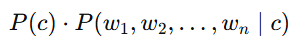 P(c) · P(w₁, w₂, . . . , wₙ | c)